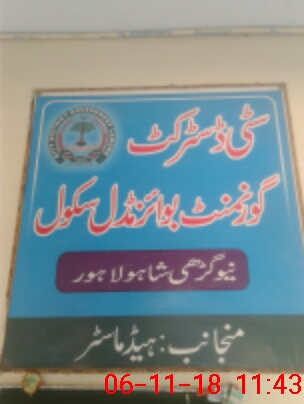 سٹی ڈسٹرکٹ
گورنمنٹ بوائز مڈل سکول
نیو گڑھی شاہو لاہور
منجانب: ہیڈ ماسٹر
06-11-18 11:43